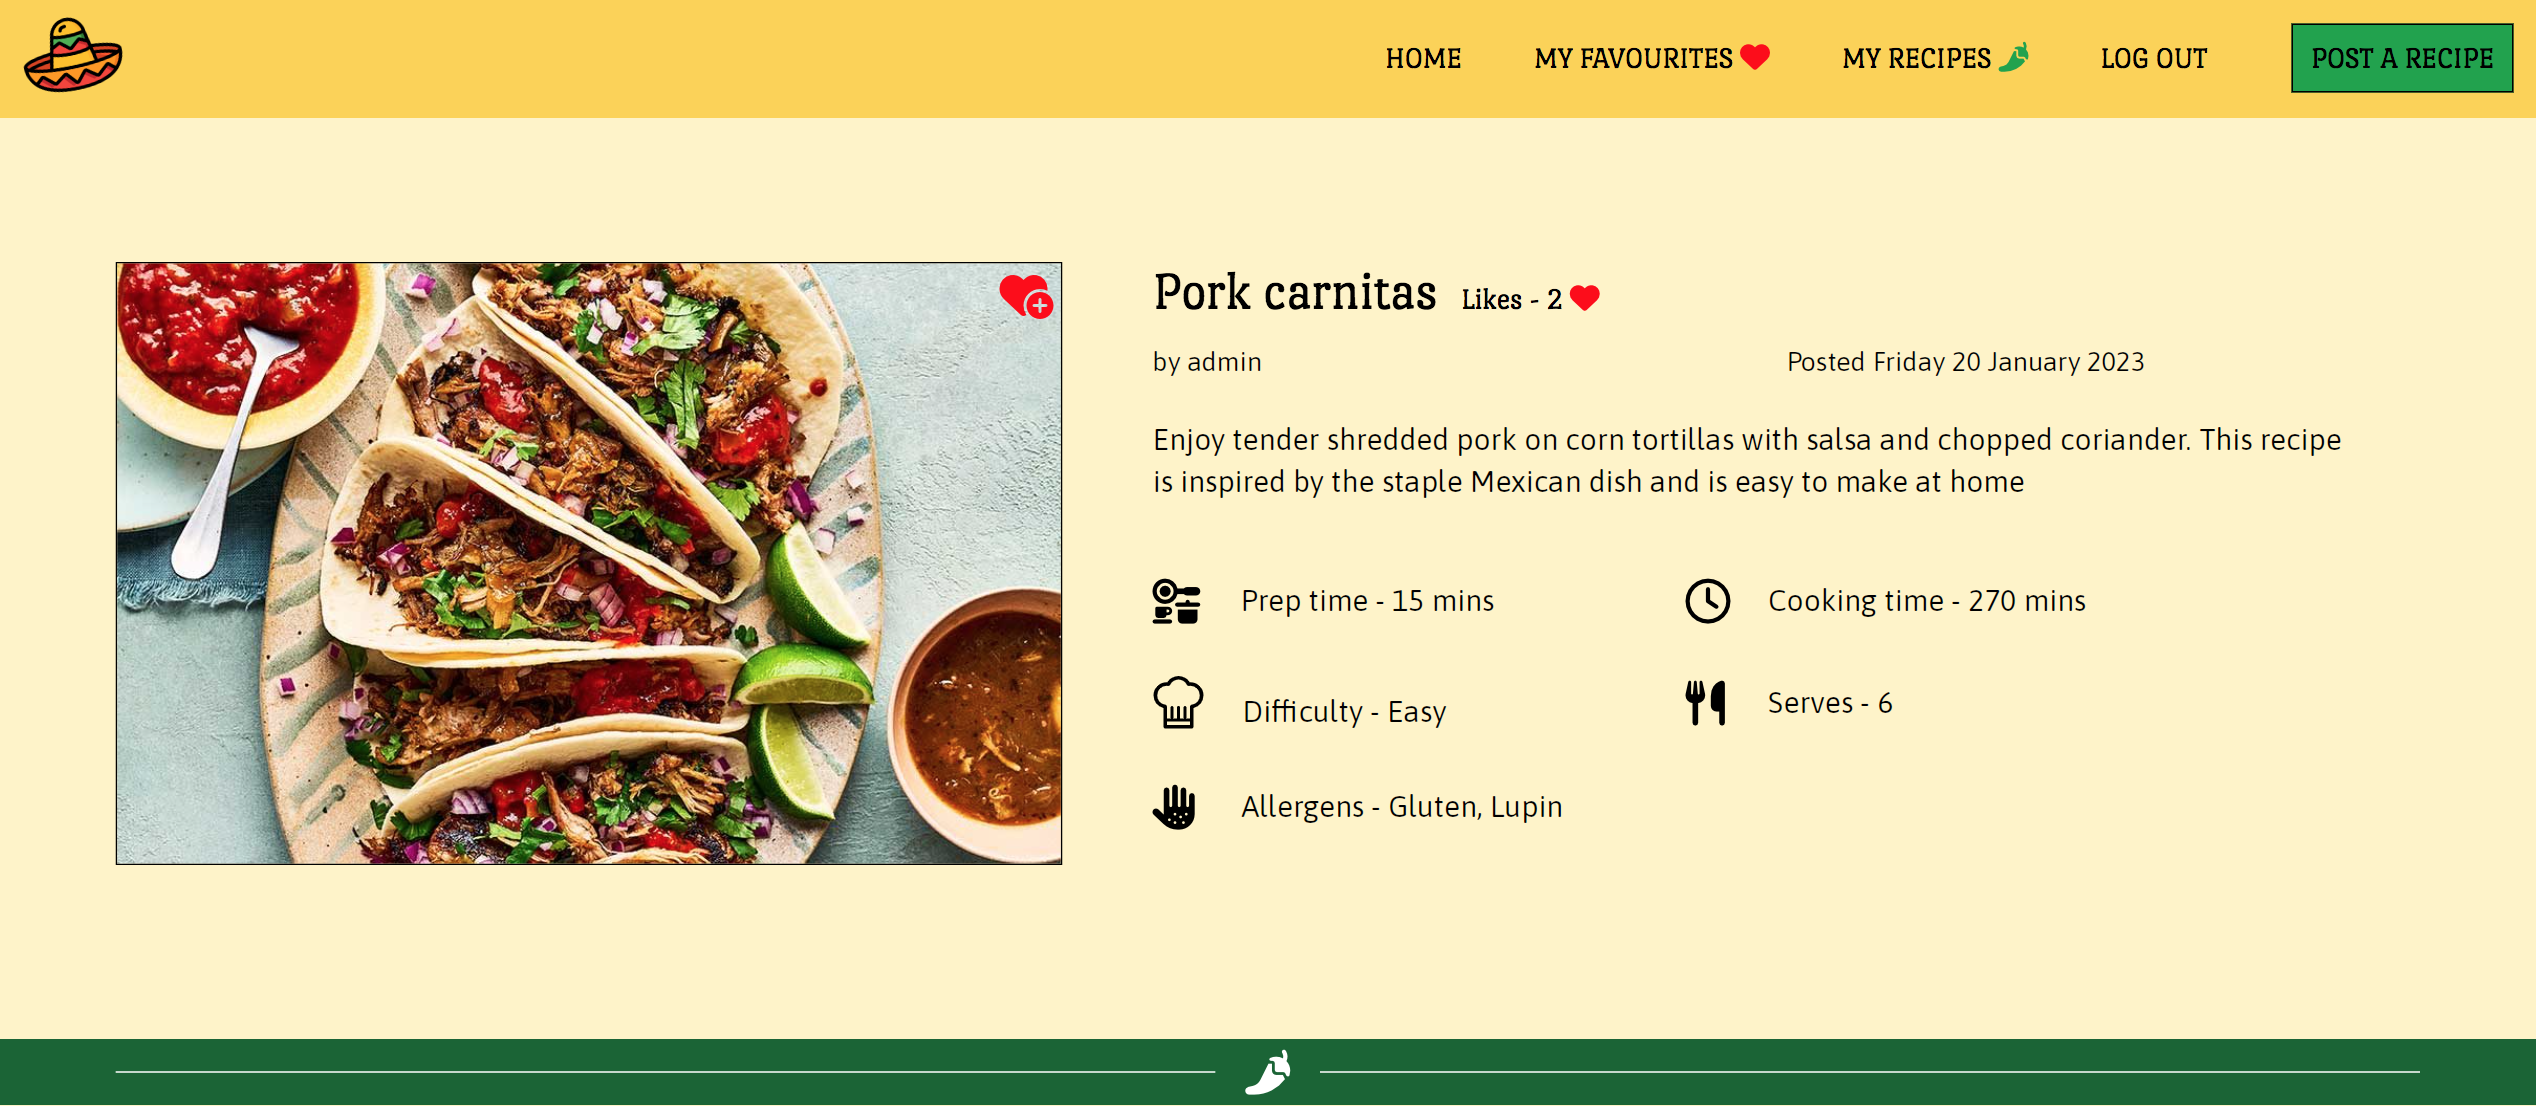 HOME MY FAVOURITES MY RECIPES LOG OUT POST A RECIPE
Pork carnitas Likes - 2
by admin Posted Friday 20 January 2023
Enjoy tender shredded pork on corn tortillas with salsa and chopped coriander. This recipe
is inspired by the staple Mexican dish and is easy to make at home
Prep time - 15 mins Cooking time - 270 mins
Difficulty - Easy Serves - 6
Allergens - Gluten, Lupin